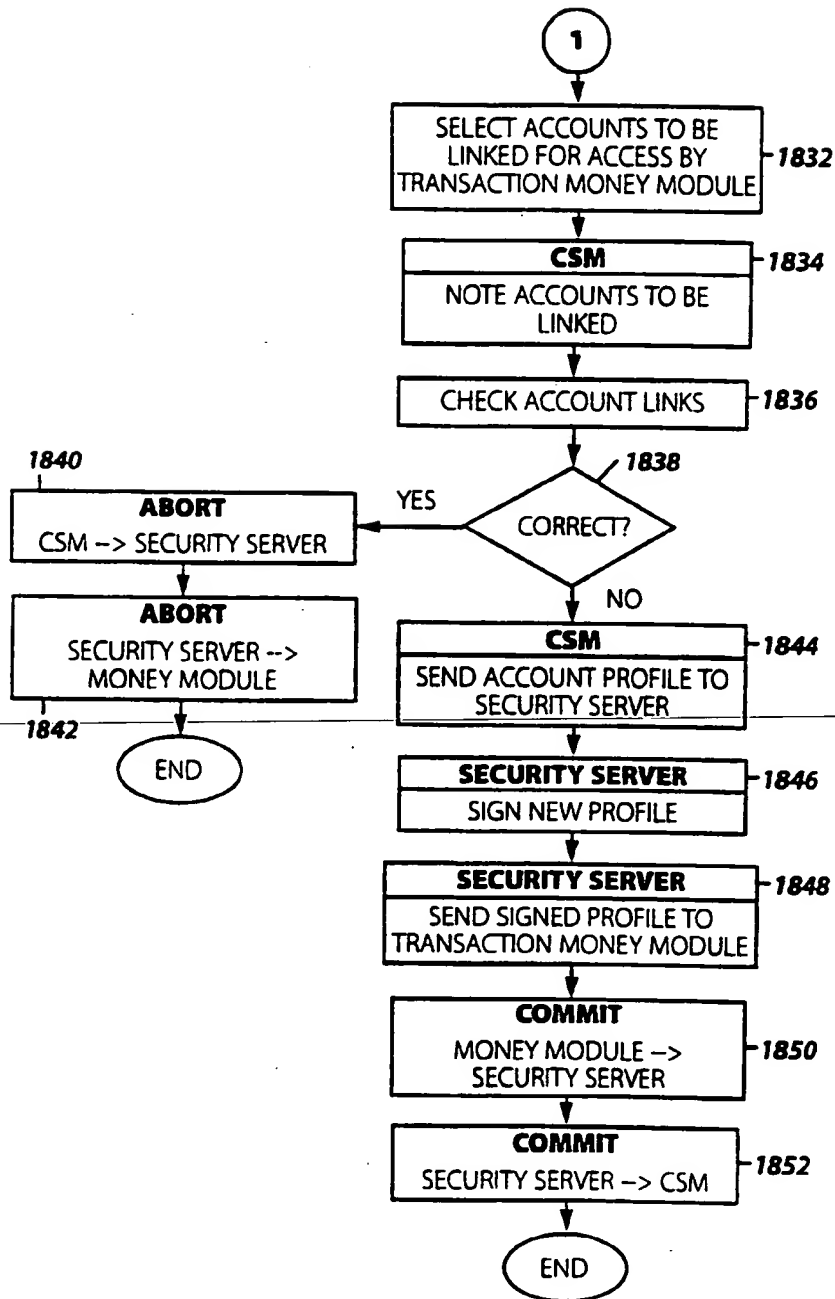 1
SELECT ACCOUNTS TO BE
LINKED FOR ACCESS BY
TRANSACTION MONEY MODULE
1832
CSM
1834
NOTE ACCOUNTS TO BE
LINKED
CHECK ACCOUNT LINKS
1836
1838
CORRECT?
YES
1840
ABORT
CSM --> SECURITY SERVER
ABORT
SECURITY SERVER -->
MONEY MODULE
1842
END
NO
CSM
1844
SEND ACCOUNT PROFILE TO
SECURITY SERVER
SECURITY SERVER
1846
SIGN NEW PROFILE
SECURITY SERVER
1848
SEND SIGNED PROFILE TO
TRANSACTION MONEY MODULE
COMMIT
MONEY MODULE -->
SECURITY SERVER
1850
COMMIT
SECURITY SERVER --> CSM
1852
END